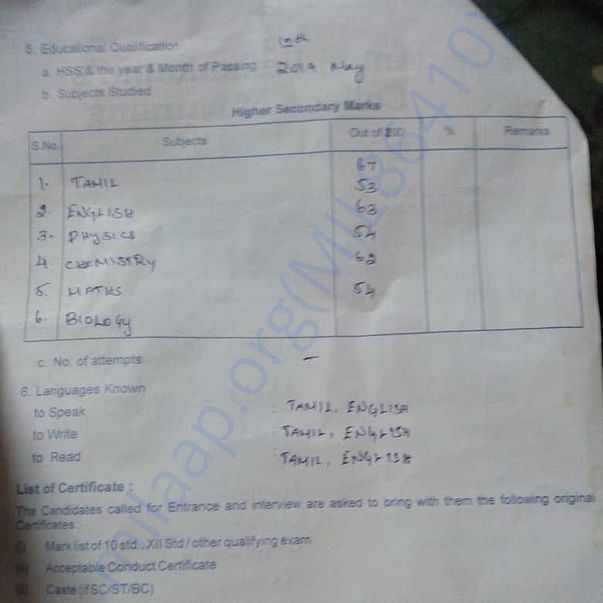 5. Educational Qualification 12th
a. HSS & the year & Month of Passing : 2019 May
b. Subjects Studied
Higher Secondary Marks
S.No. Subjects Out of % Remarks
67
1. TAMIL 53
2. ENGLISH 63
3. PHYSICS 54
4. CHEMISTRY 62
5. MATHS 54
6. BIOLOGY
c. No. of attempts –
6. Languages Known
to Speak : TAMIL, ENGLISH
to Write : TAMIL, ENGLISH
to Read : TAMIL, ENGLISH
List of Certificate :
The Candidates called for Entrance and interview are asked to bring with them the following original
Certificates :
(i) Mark list of 10 std., XII Std / other qualifying exam
(ii) Acceptable Conduct Certificate
Caste (if SC/ST/BC)
milaap.org(MIL86410)